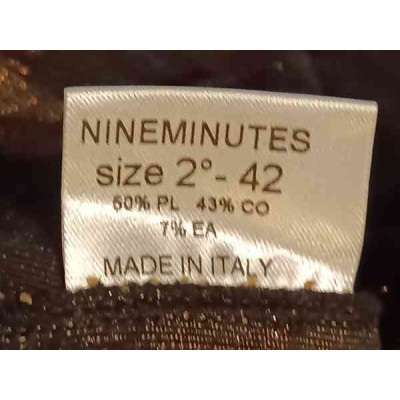 NINEMINUTES
size 2°- 42
50% PL 43% CO
7% EA
MADE IN ITALY